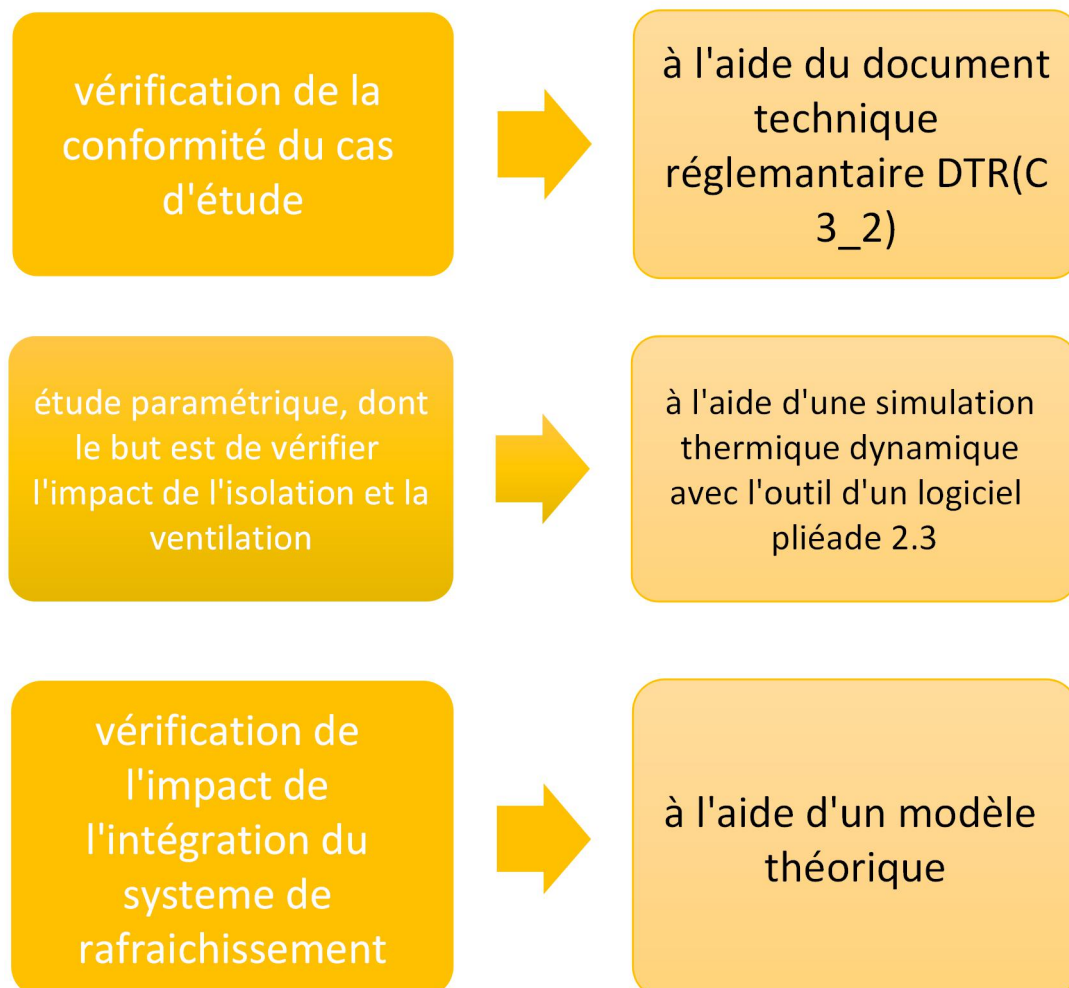 vérification de la
conformité du cas
d'étude
à l'aide du document
technique
réglemantaire DTR(C
3_2)
étude paramétrique, dont
le but est de vérifier
l'impact de l'isolation et la
ventilation
à l'aide d'une simulation
thermique dynamique
avec l'outil d'un logiciel
pliéade 2.3
vérification de
l'impact de
l'intégration du
systeme de
rafraichissement
à l'aide d'un modèle
théorique